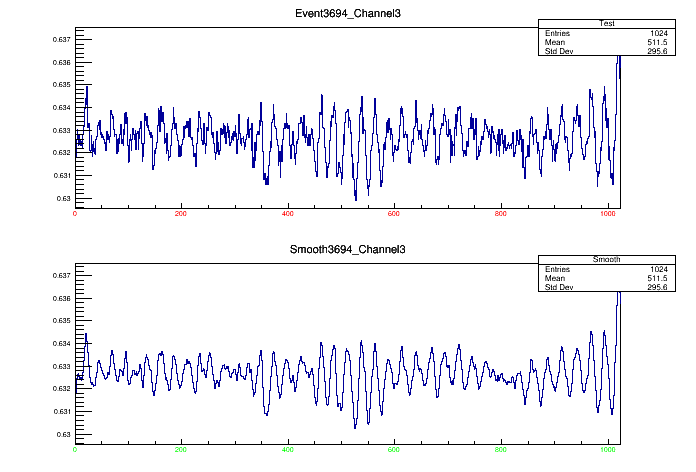 Event3694_Channel3
Test
Entries 1024
Mean 511.5
Std Dev 295.6
0.637
0.636
0.635
0.634
0.633
0.632
0.631
0.63
0 200 400 600 800 1000
Smooth3694_Channel3
Smooth
Entries 1024
Mean 511.5
Std Dev 295.6
0.637
0.636
0.635
0.634
0.633
0.632
0.631
0.63
0 200 400 600 800 1000